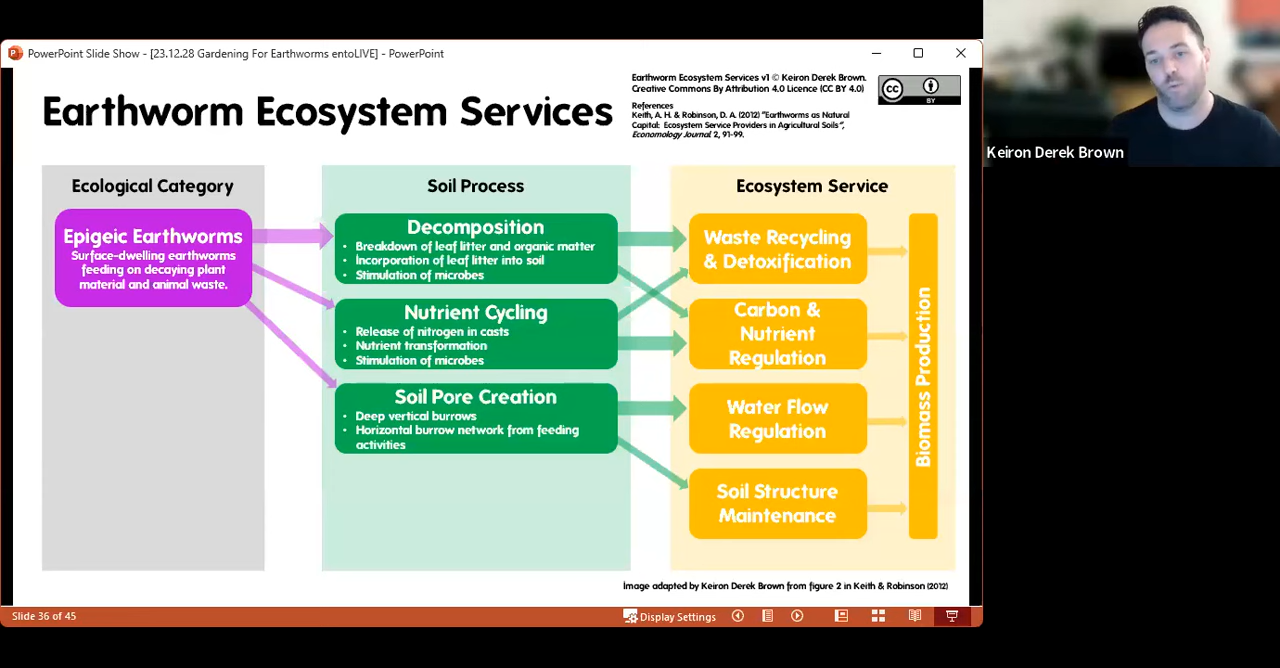 PowerPoint Slide Show - [23.12.28 Gardening For Earthworms entoLIVE] - PowerPoint
Earthworm Ecosystem Services
Earthworm Ecosystem Services v1 © Keiron Derek Brown.
Creative Commons By Attribution 4.0 Licence (CC BY 4.0)
References
Keith, A. H. & Robinson, D. A. (2012) "Earthworms as Natural
Capital: Ecosystem Service Providers in Agricultural Soils",
Economology Journal 2, 91-99.
CC
BY
Keiron Derek Brown
Ecological Category
Epigeic Earthworms
Surface-dwelling earthworms
feeding on decaying plant
material and animal waste.
Soil Process
Decomposition
• Breakdown of leaf litter and organic matter
• Incorporation of leaf litter into soil
• Stimulation of microbes
Nutrient Cycling
• Release of nitrogen in casts
• Nutrient transformation
• Stimulation of microbes
Soil Pore Creation
• Deep vertical burrows
• Horizontal burrow network from feeding
activities
Ecosystem Service
Waste Recycling
& Detoxification
Carbon &
Nutrient
Regulation
Water Flow
Regulation
Soil Structure
Maintenance
Biomass Production
Image adapted by Keiron Derek Brown from figure 2 in Keith & Robinson (2012)
Slide 36 of 45
Display Settings